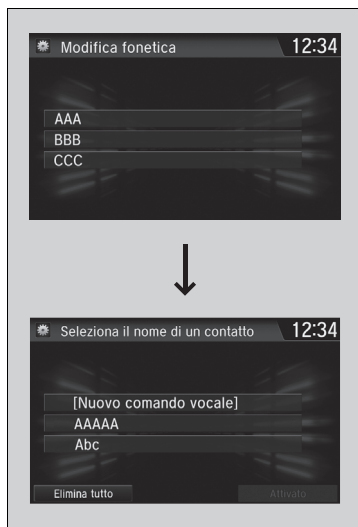 Modifica fonetica 12:34
AAA
BBB
CCC
Seleziona il nome di un contatto 12:34
[Nuovo comando vocale]
AAAAA
Abc
Elimina tutto Attivato